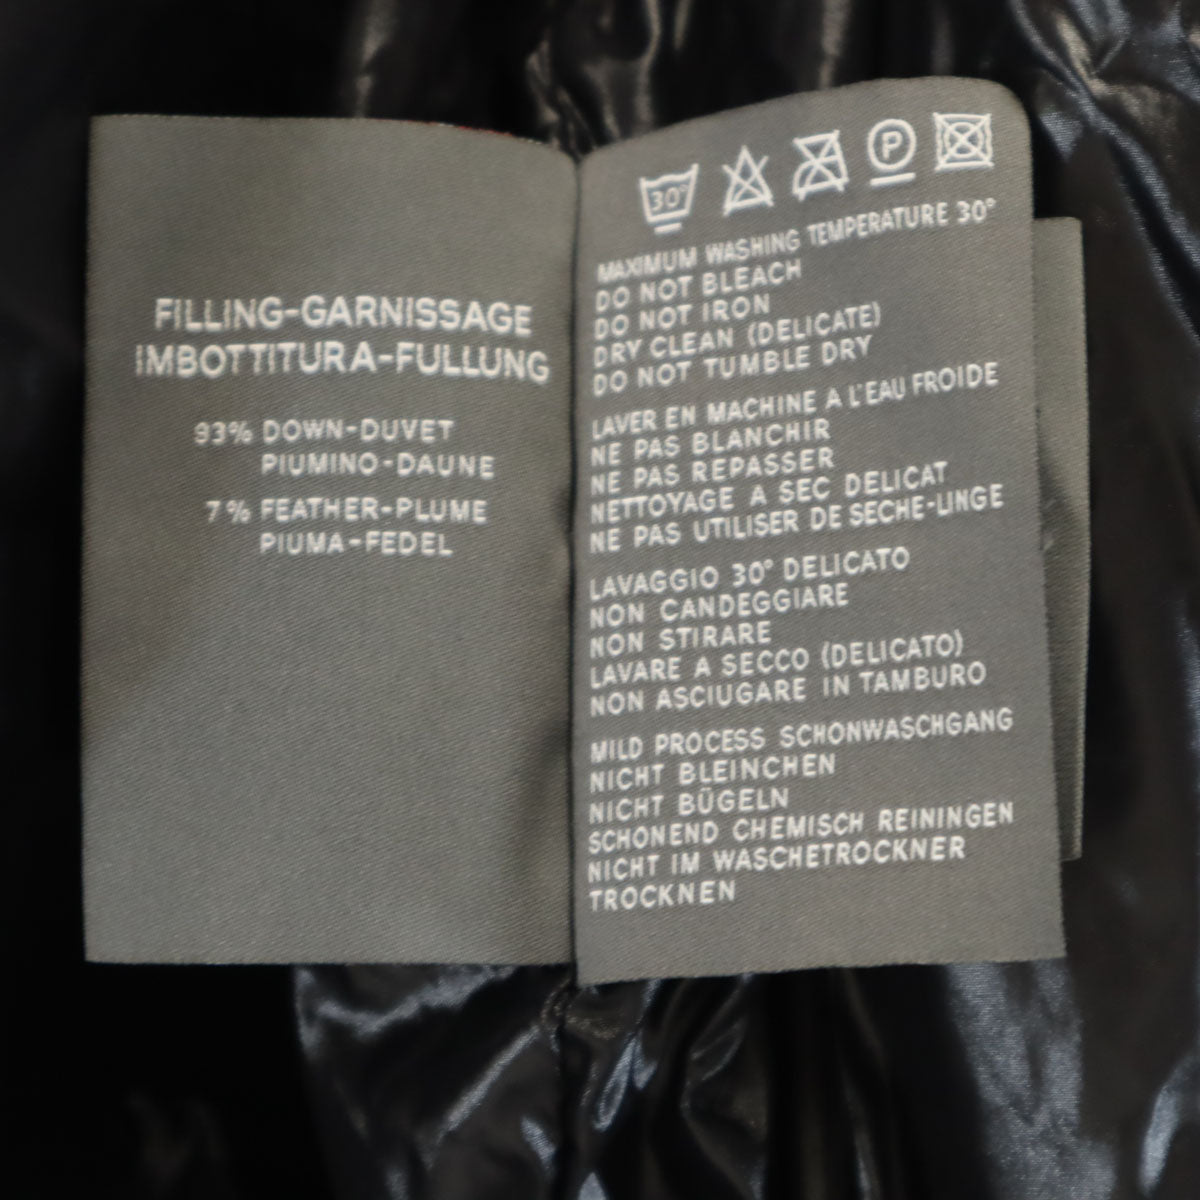 FILLING-GARNISSAGE
IMBOTTITURA-FULLUNG
93% DOWN-DUVET
PIUMINO-DAUNE
7% FEATHER-PLUME
PIUMA-FEDEL
30°
P
MAXIMUM WASHING TEMPERATURE 30°
DO NOT BLEACH
DO NOT IRON
DRY CLEAN (DELICATE)
DO NOT TUMBLE DRY
LAVER EN MACHINE A L'EAU FROIDE
NE PAS BLANCHIR
NE PAS REPASSER
NETTOYAGE A SEC DELICAT
NE PAS UTILISER DE SECHE-LINGE
LAVAGGIO 30° DELICATO
NON CANDEGGIARE
NON STIRARE
LAVARE A SECCO (DELICATO)
NON ASCIUGARE IN TAMBURO
MILD PROCESS SCHONWASCHGANG
NICHT BLEINCHEN
NICHT BÜGELN
SCHONEND CHEMISCH REININGEN
NICHT IM WASCHETROCKNER
TROCKNEN